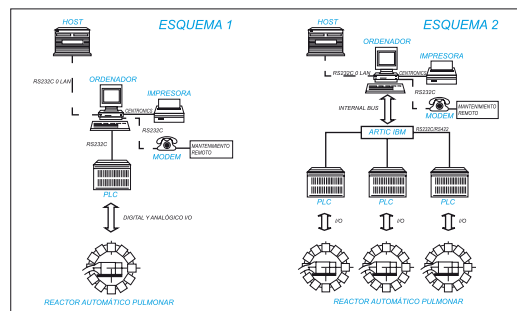 ESQUEMA 1
HOST
RS232C 0 LAN
ORDENADOR
CENTRONICS
IMPRESORA
RS232C
RS232C
MODEM
MANTENIMIENTO
REMOTO
PLC
DIGITAL Y ANALÓGICO I/O
REACTOR AUTOMÁTICO PULMONAR
ESQUEMA 2
HOST
ORDENADOR
RS232C 0 LAN
CENTRONICS
IMPRESORA
RS232C
INTERNAL BUS
MODEM
MANTENIMIENTO
REMOTO
ARTIC IBM
RS232C/RS422
PLC
PLC
PLC
I/O
I/O
I/O
REACTOR AUTOMÁTICO PULMONAR